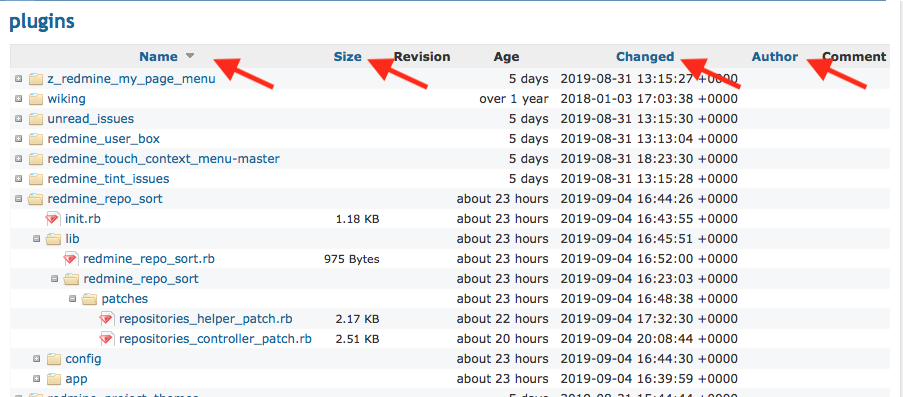 plugins
Name Size Revision Age Changed Author Comment
z_redmine_my_page_menu 5 days 2019-08-31 13:15:27 +0000
wiking over 1 year 2018-01-03 17:03:38 +0000
unread_issues 5 days 2019-08-31 13:15:30 +0000
redmine_user_box 5 days 2019-08-31 13:13:04 +0000
redmine_touch_context_menu-master 5 days 2019-08-31 18:23:30 +0000
redmine_tint_issues 5 days 2019-08-31 13:15:28 +0000
redmine_repo_sort about 23 hours 2019-09-04 16:44:26 +0000
init.rb 1.18 KB about 23 hours 2019-09-04 16:43:55 +0000
lib about 23 hours 2019-09-04 16:45:51 +0000
redmine_repo_sort.rb 975 Bytes about 23 hours 2019-09-04 16:52:00 +0000
redmine_repo_sort about 23 hours 2019-09-04 16:23:03 +0000
patches about 23 hours 2019-09-04 16:48:38 +0000
repositories_helper_patch.rb 2.17 KB about 22 hours 2019-09-04 17:32:30 +0000
repositories_controller_patch.rb 2.51 KB about 20 hours 2019-09-04 20:08:44 +0000
config about 23 hours 2019-09-04 16:44:30 +0000
app about 23 hours 2019-09-04 16:39:59 +0000
redmine_project_themes 5 days